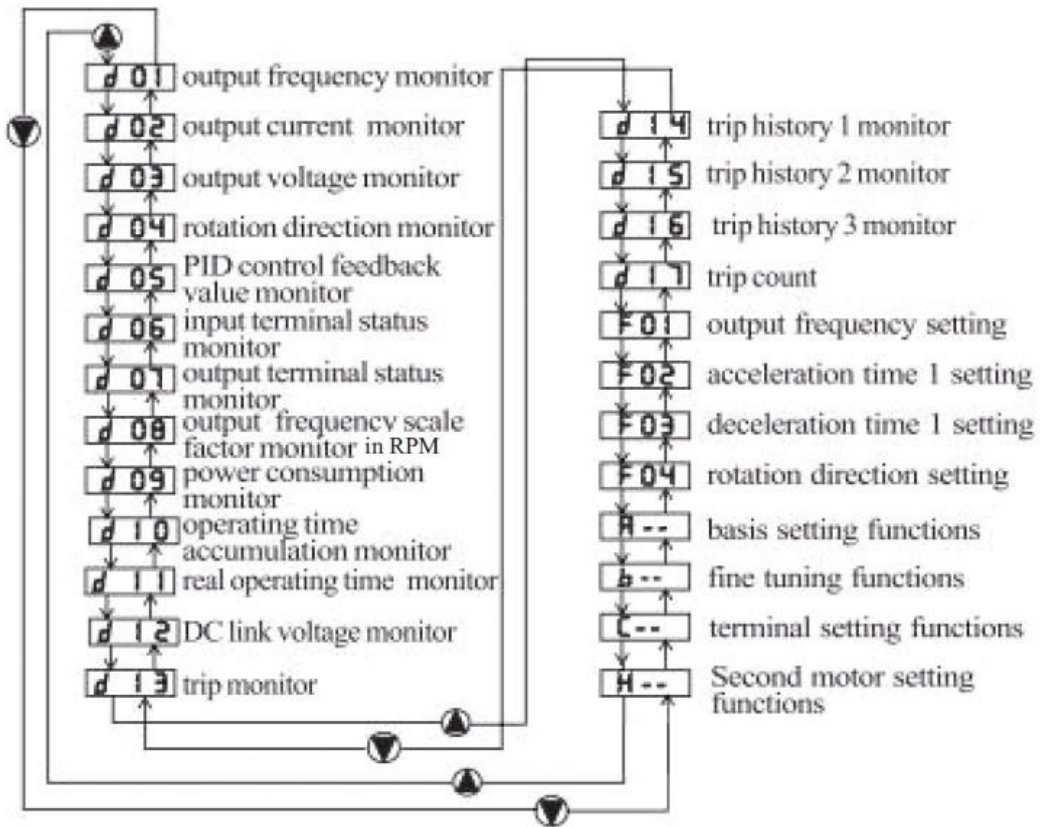 d 01 output frequency monitor
d 02 output current monitor
d 03 output voltage monitor
d 04 rotation direction monitor
d 05 PID control feedback
value monitor
d 06 input terminal status
monitor
d 07 output terminal status
monitor
d 08 output frequency scale
factor monitor in RPM
d 09 power consumption
monitor
d 10 operating time
accumulation monitor
d 11 real operating time monitor
d 12 DC link voltage monitor
d 13 trip monitor
d 14 trip history 1 monitor
d 15 trip history 2 monitor
d 16 trip history 3 monitor
d 17 trip count
F01 output frequency setting
F02 acceleration time 1 setting
F03 deceleration time 1 setting
F04 rotation direction setting
A-- basis setting functions
b-- fine tuning functions
C-- terminal setting functions
H-- Second motor setting
functions